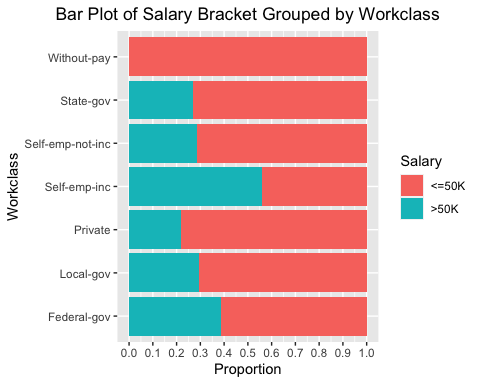 Bar Plot of Salary Bracket Grouped by Workclass
Workclass
Without-pay
State-gov
Self-emp-not-inc
Self-emp-inc
Private
Local-gov
Federal-gov
0.0 0.1 0.2 0.3 0.4 0.5 0.6 0.7 0.8 0.9 1.0
Proportion
Salary
<=50K
>50K